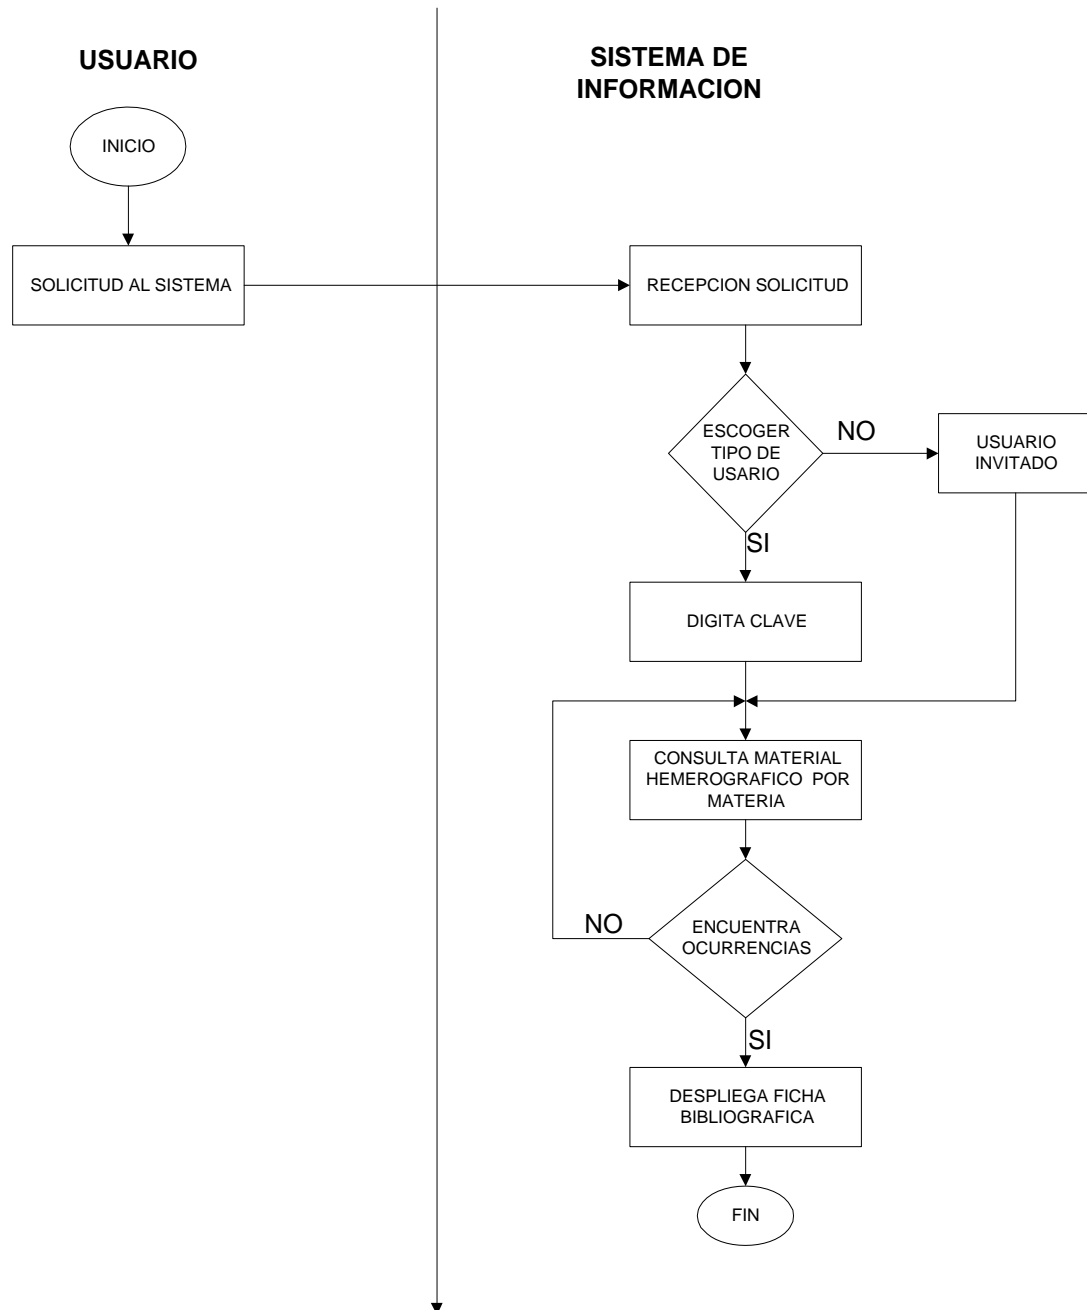 USUARIO
SISTEMA DE
INFORMACION
INICIO
SOLICITUD AL SISTEMA
RECEPCION SOLICITUD
ESCOGER
TIPO DE
USARIO
NO
USUARIO
INVITADO
SI
DIGITA CLAVE
CONSULTA MATERIAL
HEMEROGRAFICO POR
MATERIA
NO
ENCUENTRA
OCURRENCIAS
SI
DESPLIEGA FICHA
BIBLIOGRAFICA
FIN